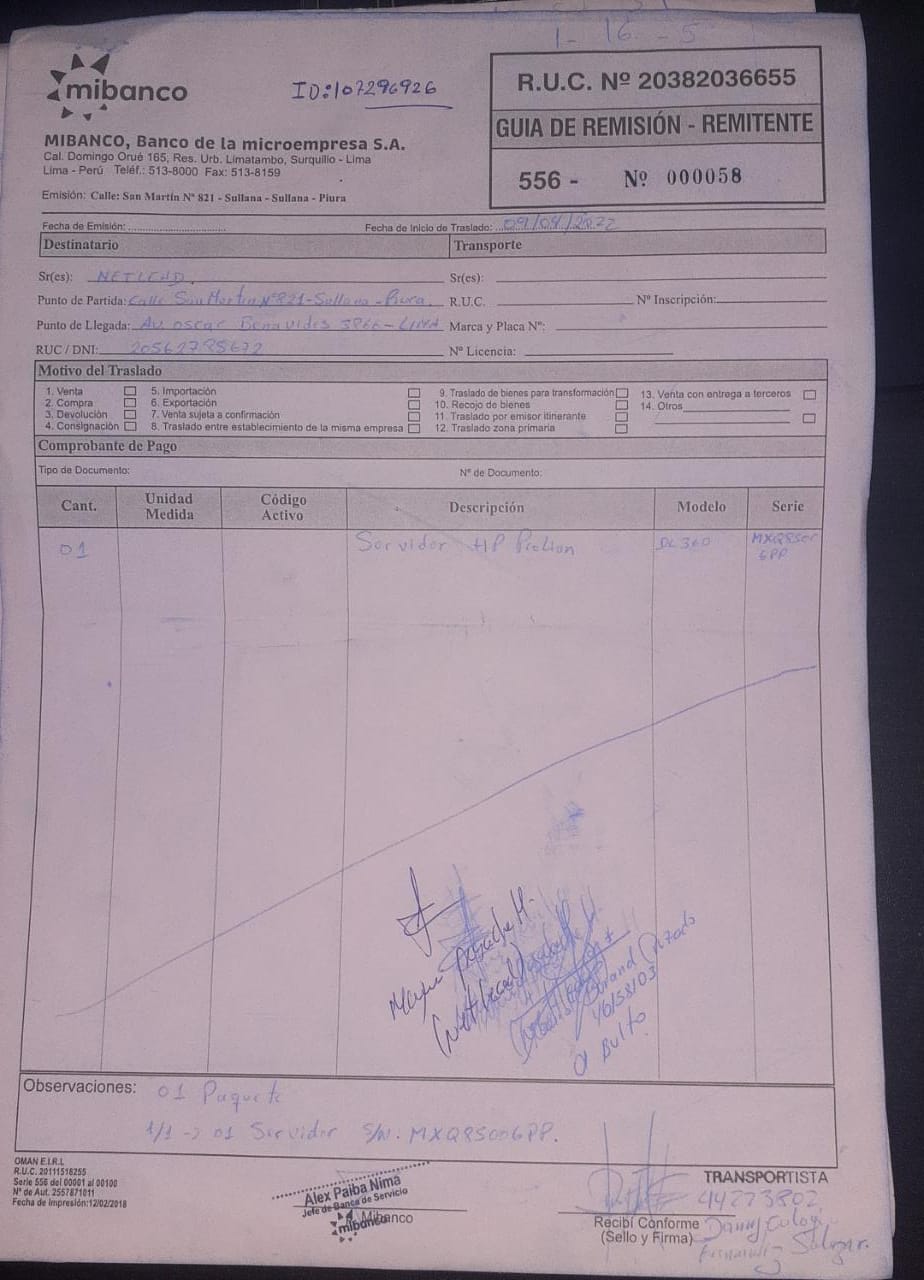 1- 16. - 5
mibanco
ID:107296926
MIBANCO, Banco de la microempresa S.A.
Cal. Domingo Orué 165, Res. Urb. Limatambo, Surquillo - Lima
Lima - Perú Teléf.: 513-8000 Fax: 513-8159
Emisión: Calle: San Martín Nº 821 - Sullana - Sullana - Piura
R.U.C. Nº 20382036655
GUIA DE REMISIÓN - REMITENTE
556 - Nº 000058
Fecha de Emisión: Fecha de Inicio de Traslado: 09/04/2022
Destinatario Transporte
Sr(es): Sr(es):
Punto de Partida: Calle San Martin Nº821-Sullana-Piura. R.U.C. Nº Inscripción:
Punto de Llegada: Av oscar Benavides 3866-LIMA Marca y Placa Nº:
RUC / DNI: 20562785672 Nº Licencia:
Motivo del Traslado
1. Venta 5. Importación 9. Traslado de bienes para transformación 13. Venta con entrega a terceros
2. Compra 6. Exportación 10. Recojo de bienes 14. Otros
3. Devolución 7. Venta sujeta a confirmación 11. Traslado por emisor itinerante
4. Consignación 8. Traslado entre establecimiento de la misma empresa 12. Traslado zona primaria
Comprobante de Pago
Tipo de Documento: Nº de Documento:
Cant. Unidad Medida Código Activo Descripción Modelo Serie
01 Servidor HP DL360
6PP
01 Bulto
Observaciones: 01 Paquete
1/1 -> 01 Servidor S/N. MXQ85006PP.
OMAN E.I.R.L
R.U.C. 20111518255
Serie 556 del 00001 al 00100
Nº de Aut. 2557871011
Fecha de Impresión:12/02/2018
Alex Paiba Nima
Jefe de Banca de Servicio
mibanco
Mibanco
TRANSPORTISTA
44273802
Recibí Conforme
(Sello y Firma)
Danny
Salazar.